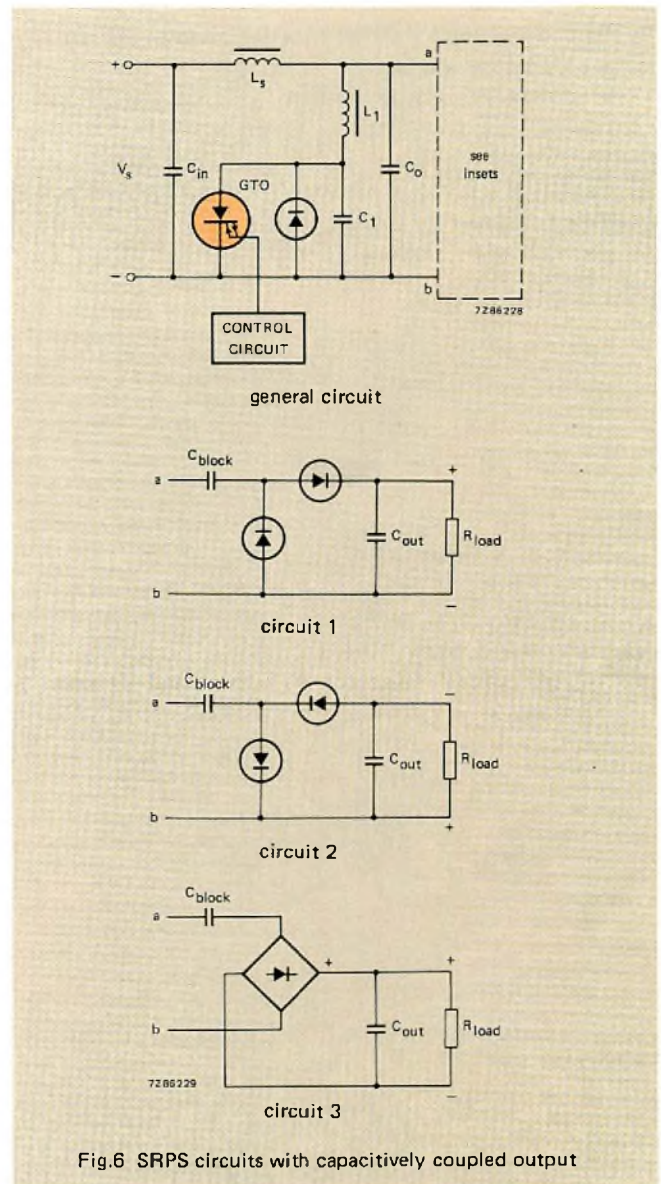 +
Ls
a
L1
see
insets
Vs
Cin
GTO
Co
C1
−
b
7Z86228
CONTROL
CIRCUIT
general circuit
Cblock
+
a
Cout
Rload
b
−
circuit 1
Cblock
−
a
Cout
Rload
b
+
circuit 2
Cblock
a
+
+
Cout
Rload
b
7Z86229
−
circuit 3
Fig.6 SRPS circuits with capacitively coupled output